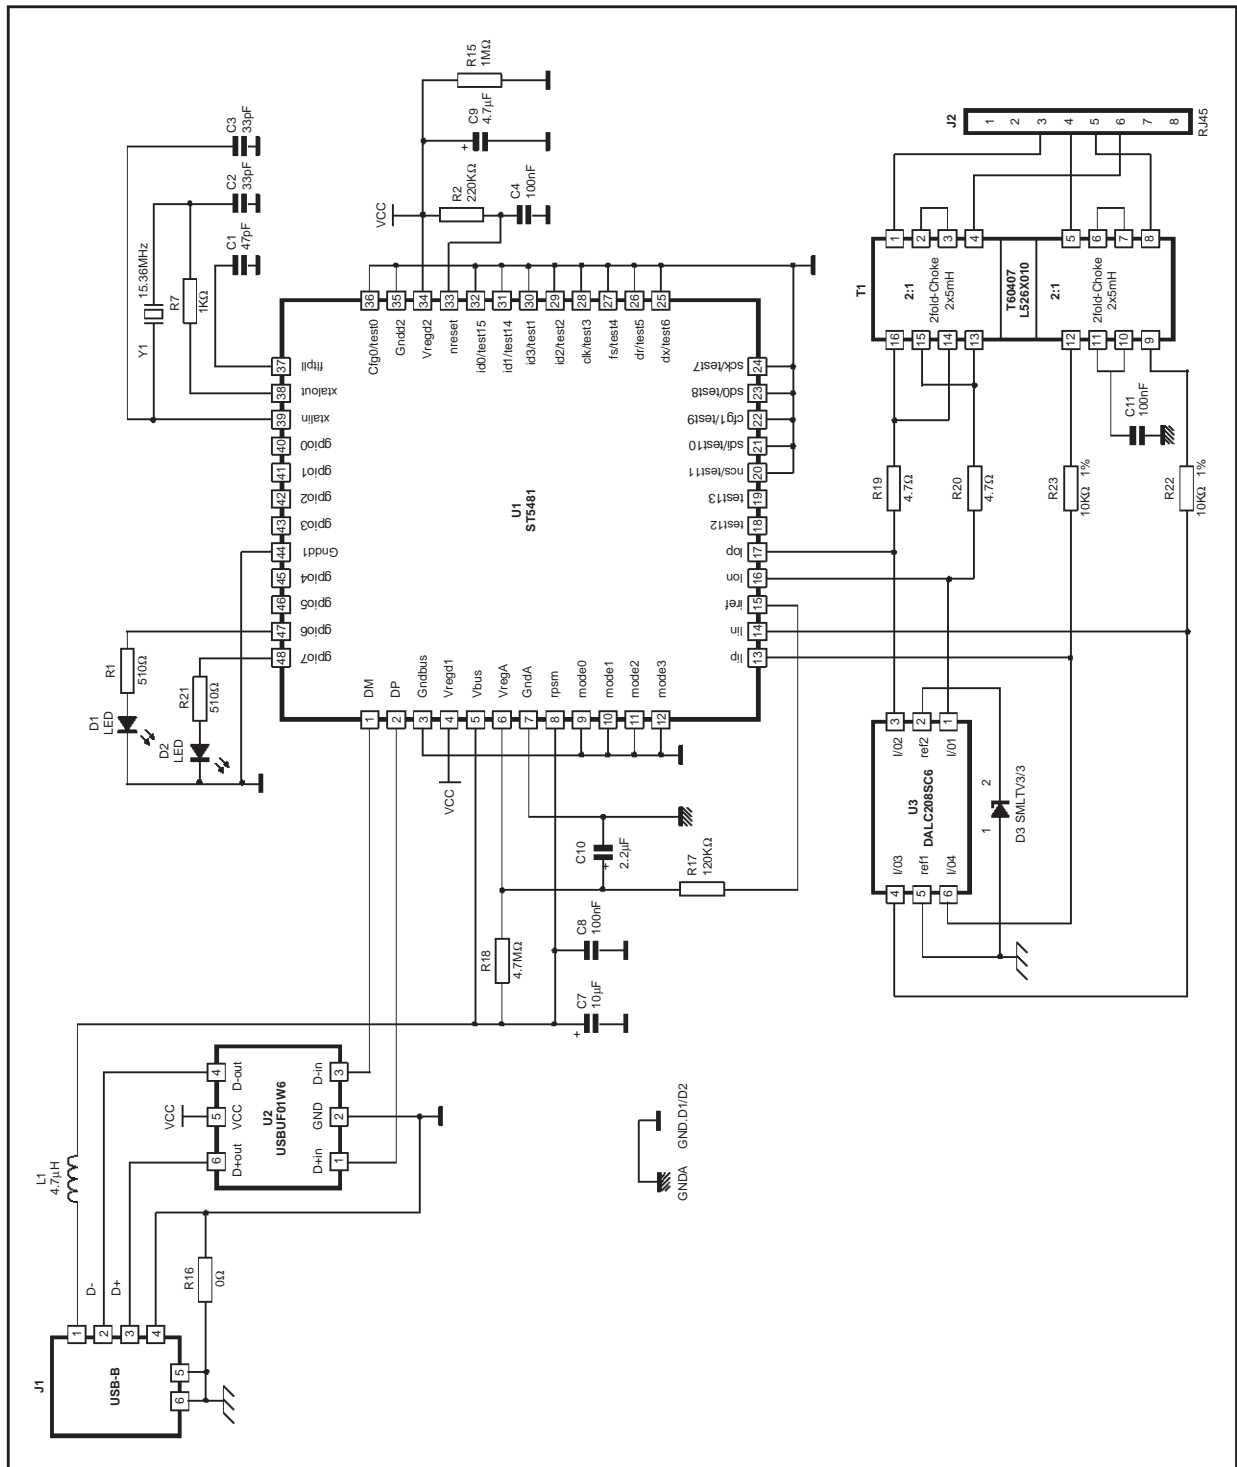 R15
1MΩ
C9
4.7µF
+
C3
33pF
C2
33pF
C1
47pF
VCC
R2
220KΩ
C4
100nF
Y1
15.36MHz
R7
1KΩ
36
35
34
33
32
31
30
29
28
27
26
25
Cfg0/test0
Gndd2
Vregd2
nreset
id0/test15
id1/test14
id3/test1
id2/test2
clk/test3
fs/test4
dr/test5
dx/test6
37 fltpll
38 xtalout
39 xtalin
40 gpio0
41 gpio1
42 gpio2
43 gpio3
44 Gndd1
45 gpio4
46 gpio5
47 gpio6
48 gpio7
U1
ST5481
24 sck/test7
23 sd0/test8
22 cfg1/test9
21 sdi/test10
20 ncs/test11
19 test13
18 test12
17 lop
16 lon
15 iref
14 lin
13 lip
DM
DP
Gndbus
Vregd1
Vbus
VregA
GndA
rpsm
mode0
mode1
mode2
mode3
1
2
3
4
5
6
7
8
9
10
11
12
R1
510Ω
R21
510Ω
D1
LED
D2
LED
VCC
C10
2.2µF
+
R17
120KΩ
R18
4.7MΩ
C8
100nF
C7
10µF
+
J2
1
2
3
4
5
6
7
8
RJ45
T1
1
2
3
4
5
6
7
8
2:1
2fold-Choke
2x5mH
T60407
L526X010
2:1
2fold-Choke
2x5mH
16
15
14
13
12
11
10
9
C11
100nF
R19
4.7Ω
R20
4.7Ω
R23
10KΩ 1%
R22
10KΩ 1%
3
2
1
I/02
ref2
I/01
U3
DALC208SC6
I/03
ref1
I/04
4
5
6
2
1
D3 SMLTV3/3
L1
4.7µH
VCC
4
5
6
D-out
VCC
D+out
U2
USBUF01W6
D-in
GND
D+in
3
2
1
GNDA
GND.D1/D2
D-
D+
R16
0Ω
J1
USB-B
1
2
3
4
5
6